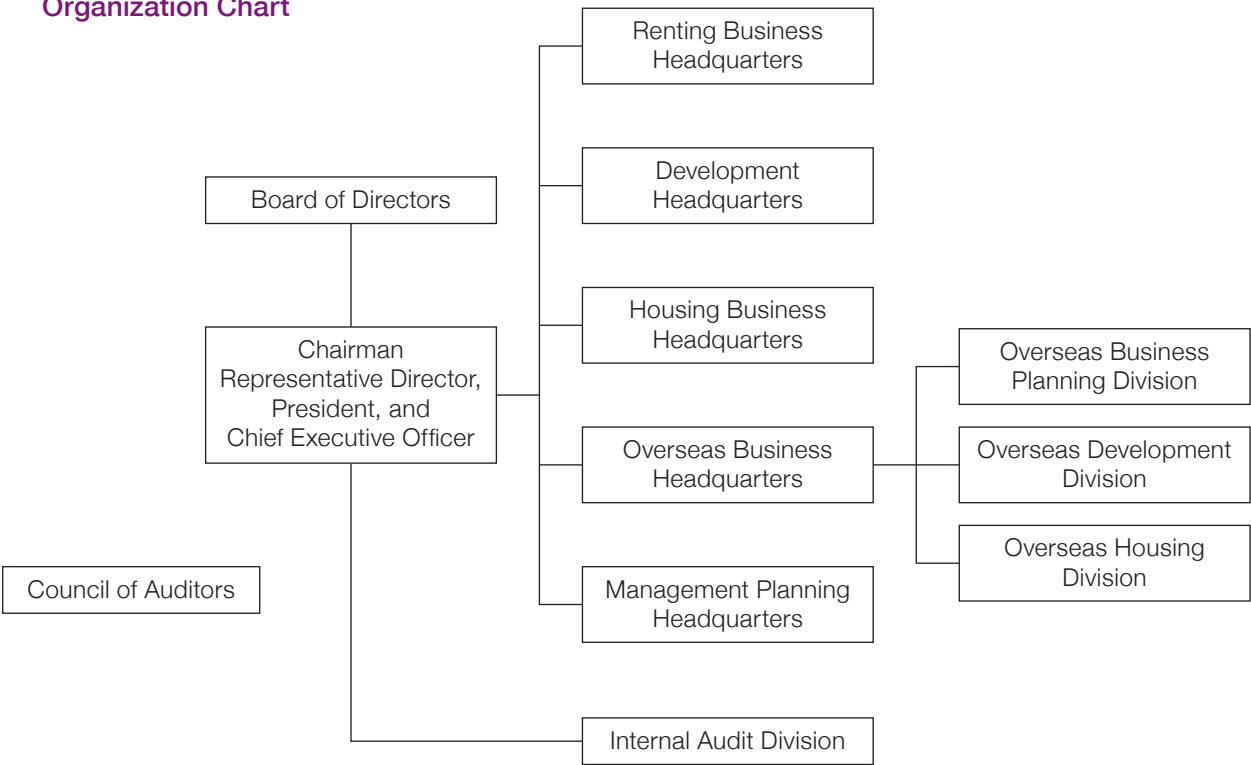 Organization Chart
Renting Business
Headquarters
Development
Headquarters
Board of Directors
Housing Business
Headquarters
Chairman
Representative Director,
President, and
Chief Executive Officer
Overseas Business
Planning Division
Overseas Business
Headquarters
Overseas Development
Division
Overseas Housing
Division
Council of Auditors
Management Planning
Headquarters
Internal Audit Division